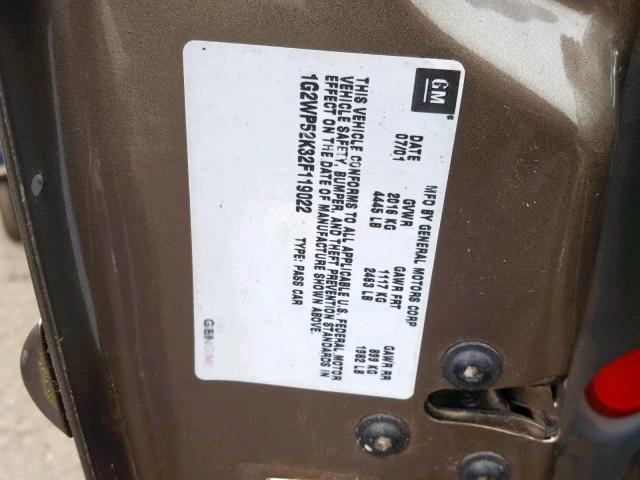 GM
MFD BY GENERAL MOTORS CORP
DATE GVWR GAWR FRT GAWR RR
07/01 2016 KG 1117 KG 899 KG
4445 LB 2463 LB 1982 LB
THIS VEHICLE CONFORMS TO ALL APPLICABLE U.S. FEDERAL MOTOR
VEHICLE SAFETY, BUMPER, AND THEFT PREVENTION STANDARDS IN
EFFECT ON THE DATE OF MANUFACTURE SHOWN ABOVE.
1G2WP52K32F119022 TYPE: PASS CAR